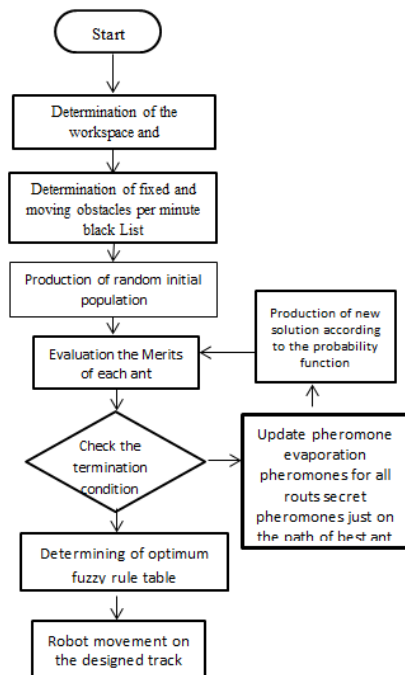 Start
Determination of the
workspace and
Determination of fixed and
moving obstacles per minute
black List
Production of random initial
population
Evaluation the Merits
of each ant
Check the
termination
condition
Production of new
solution according
to the probability
function
Update pheromone
evaporation
pheromones for all
routs secret
pheromones just on
the path of best ant
Determining of optimum
fuzzy rule table
Robot movement on
the designed track